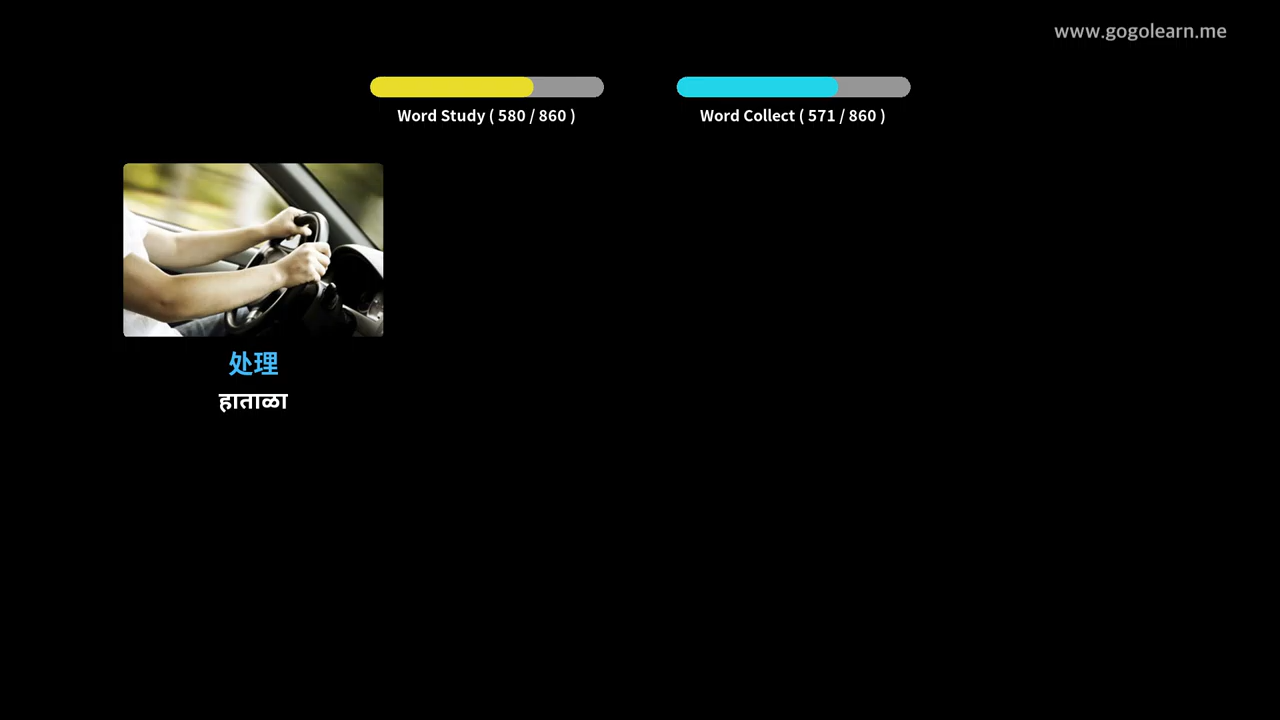 www.gogolearn.me
Word Study ( 580 / 860 )
Word Collect ( 571 / 860 )
处理
हाताळा